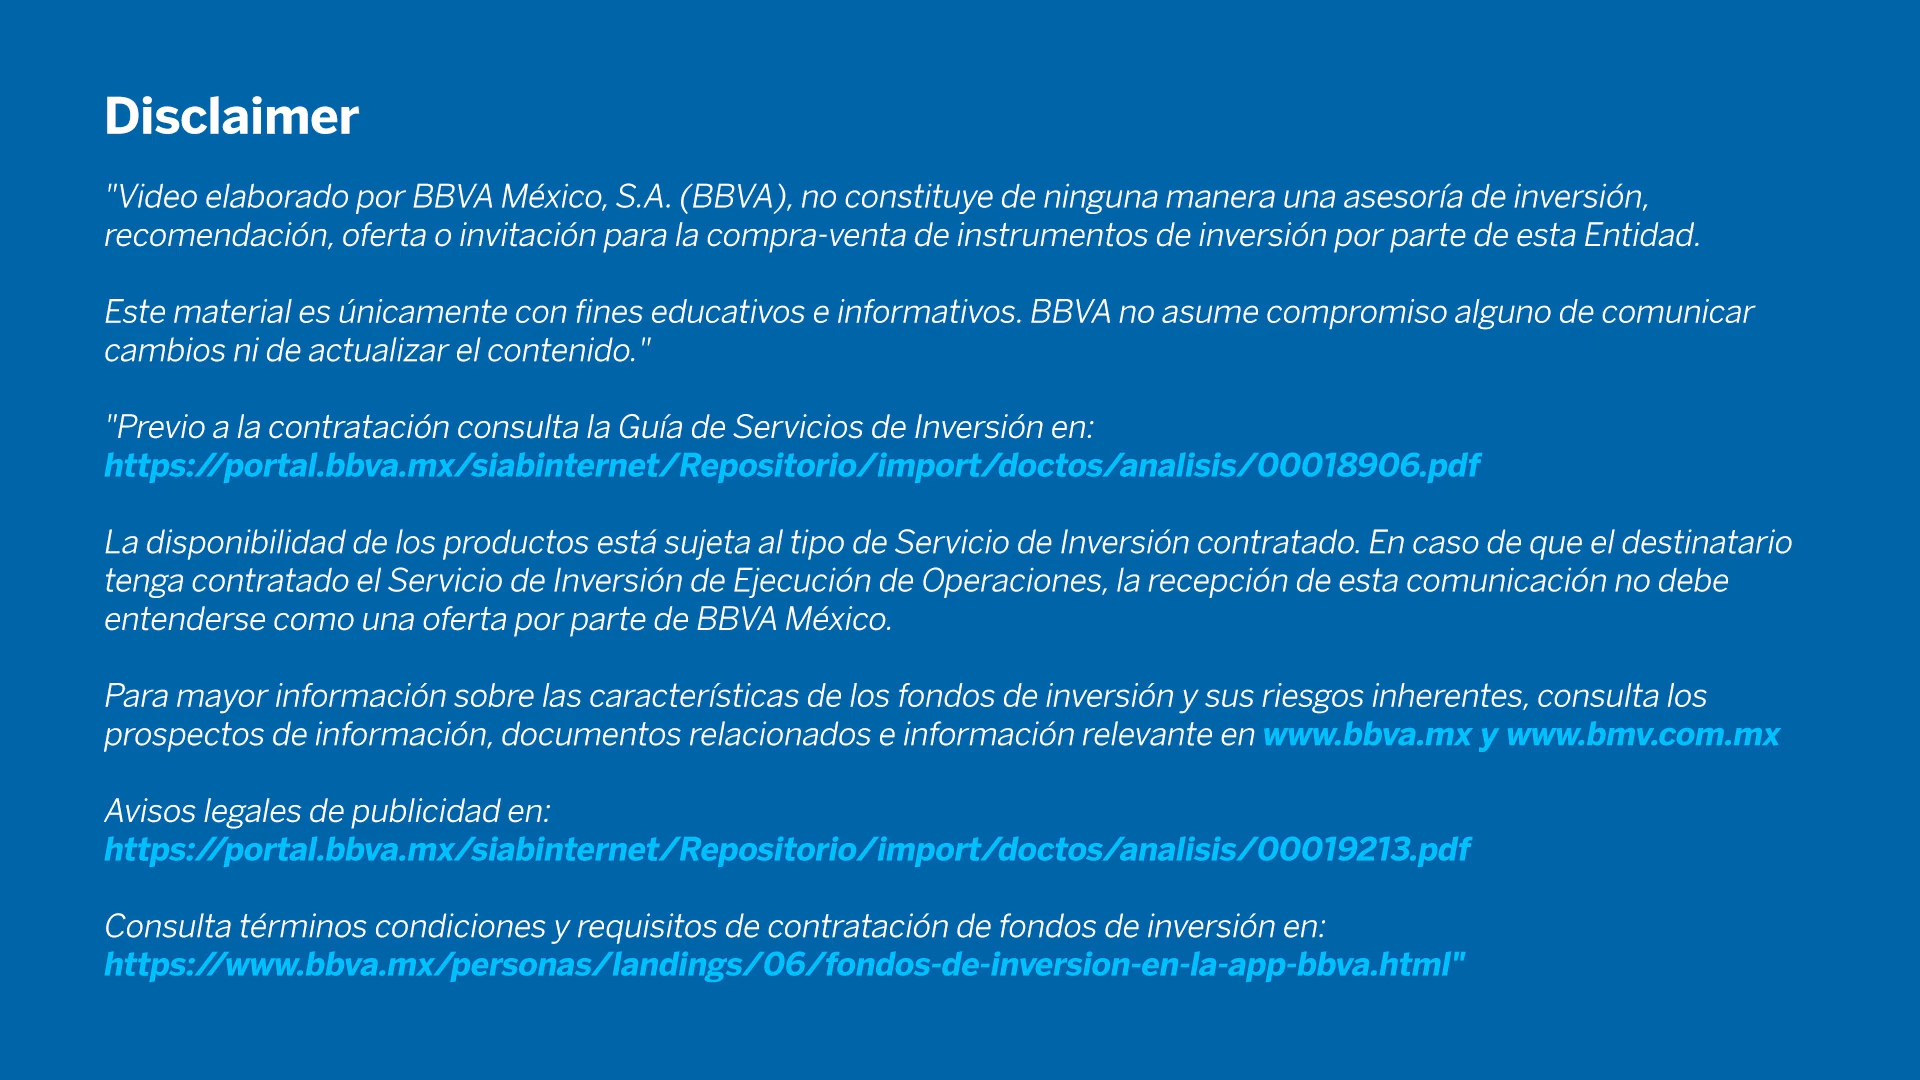 Disclaimer
"Video elaborado por BBVA México, S.A. (BBVA), no constituye de ninguna manera una asesoría de inversión,
recomendación, oferta o invitación para la compra-venta de instrumentos de inversión por parte de esta Entidad.
Este material es únicamente con fines educativos e informativos. BBVA no asume compromiso alguno de comunicar
cambios ni de actualizar el contenido."
"Previo a la contratación consulta la Guía de Servicios de Inversión en:
https://portal.bbva.mx/siabinternet/Repositorio/import/doctos/analisis/00018906.pdf
La disponibilidad de los productos está sujeta al tipo de Servicio de Inversión contratado. En caso de que el destinatario
tenga contratado el Servicio de Inversión de Ejecución de Operaciones, la recepción de esta comunicación no debe
entenderse como una oferta por parte de BBVA México.
Para mayor información sobre las características de los fondos de inversión y sus riesgos inherentes, consulta los
prospectos de información, documentos relacionados e información relevante en www.bbva.mx y www.bmv.com.mx
Avisos legales de publicidad en:
https://portal.bbva.mx/siabinternet/Repositorio/import/doctos/analisis/00019213.pdf
Consulta términos condiciones y requisitos de contratación de fondos de inversión en:
https://www.bbva.mx/personas/landings/06/fondos-de-inversion-en-la-app-bbva.html"